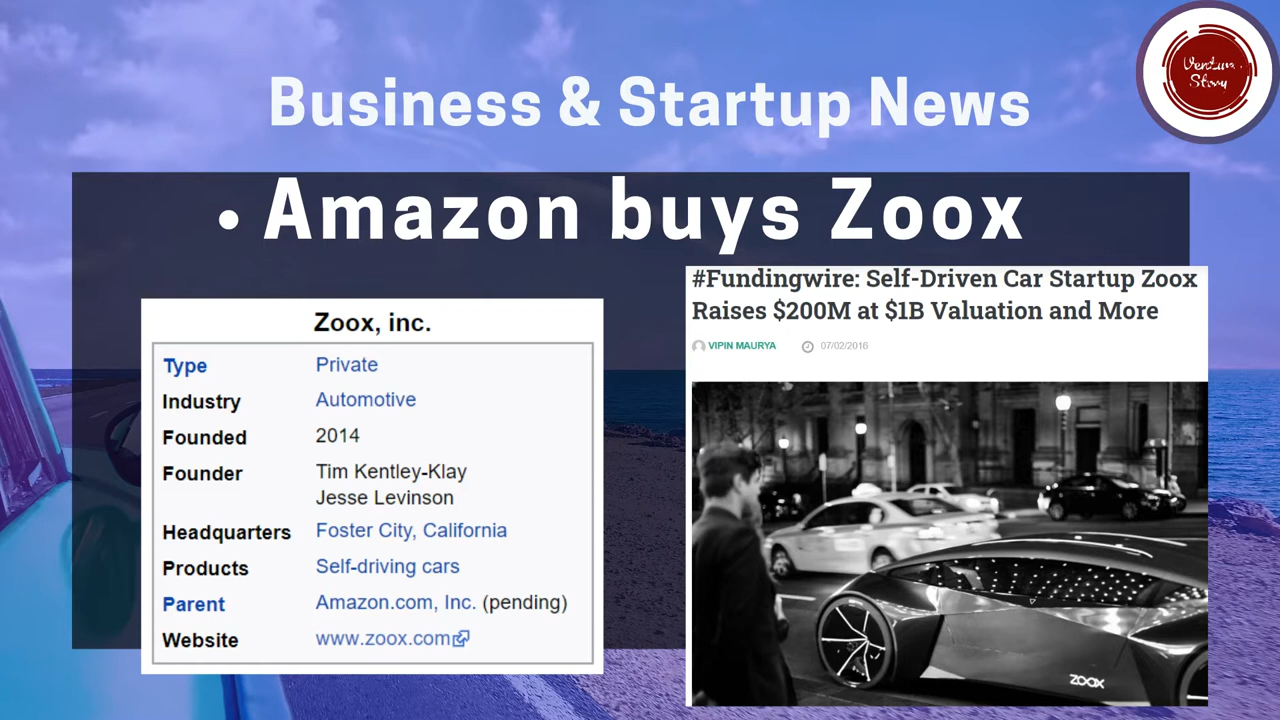 Business & Startup News
Venture
Story
• Amazon buys Zoox
Zoox, inc.
Type Private
Industry Automotive
Founded 2014
Founder Tim Kentley-Klay
Jesse Levinson
Headquarters Foster City, California
Products Self-driving cars
Parent Amazon.com, Inc. (pending)
Website www.zoox.com
#Fundingwire: Self-Driven Car Startup Zoox
Raises $200M at $1B Valuation and More
VIPIN MAURYA 07/02/2016
ZOOX